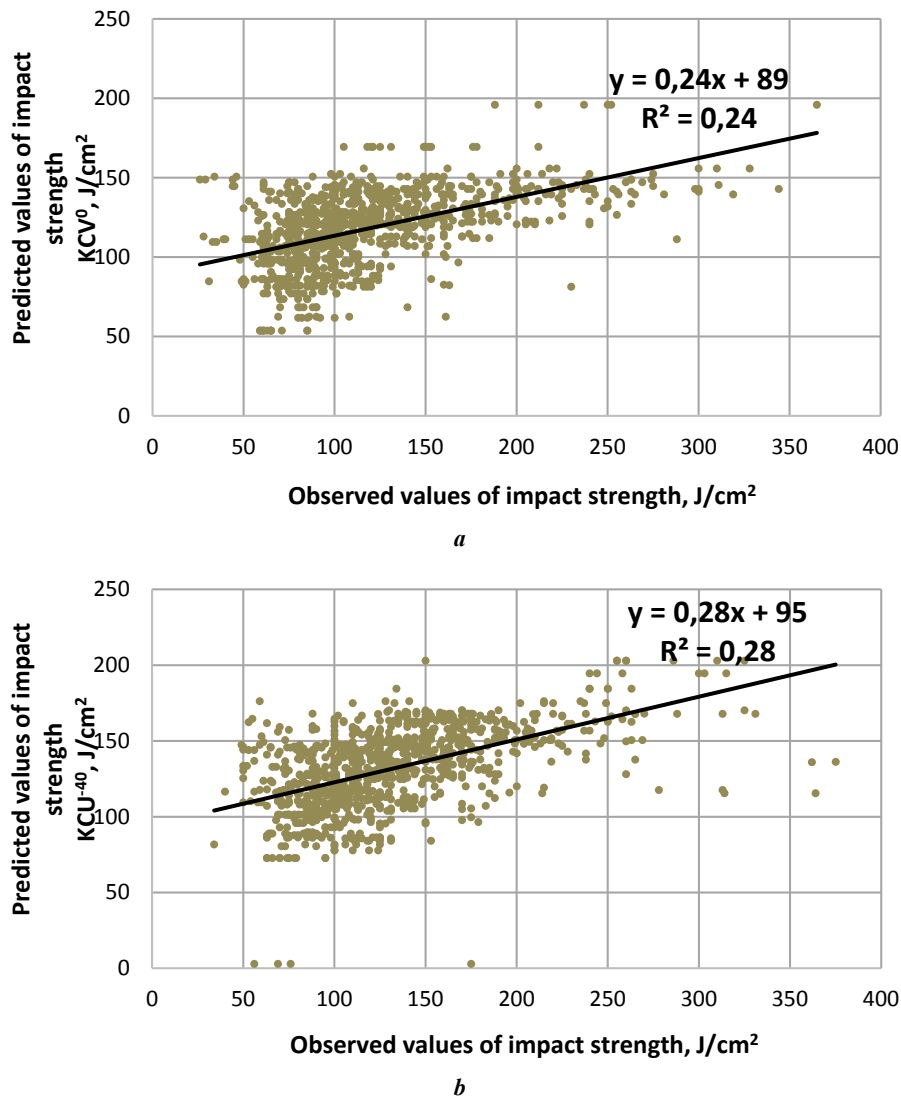 250
200
150
100
50
0
Predicted values of impact
strength
KCV⁰, J/cm²
y = 0,24x + 89
R² = 0,24
0 50 100 150 200 250 300 350 400
Observed values of impact strength, J/cm²
a
250
200
150
100
50
0
Predicted values of impact
strength
KCU⁻⁴⁰, J/cm²
y = 0,28x + 95
R² = 0,28
0 50 100 150 200 250 300 350 400
Observed values of impact strength, J/cm²
b